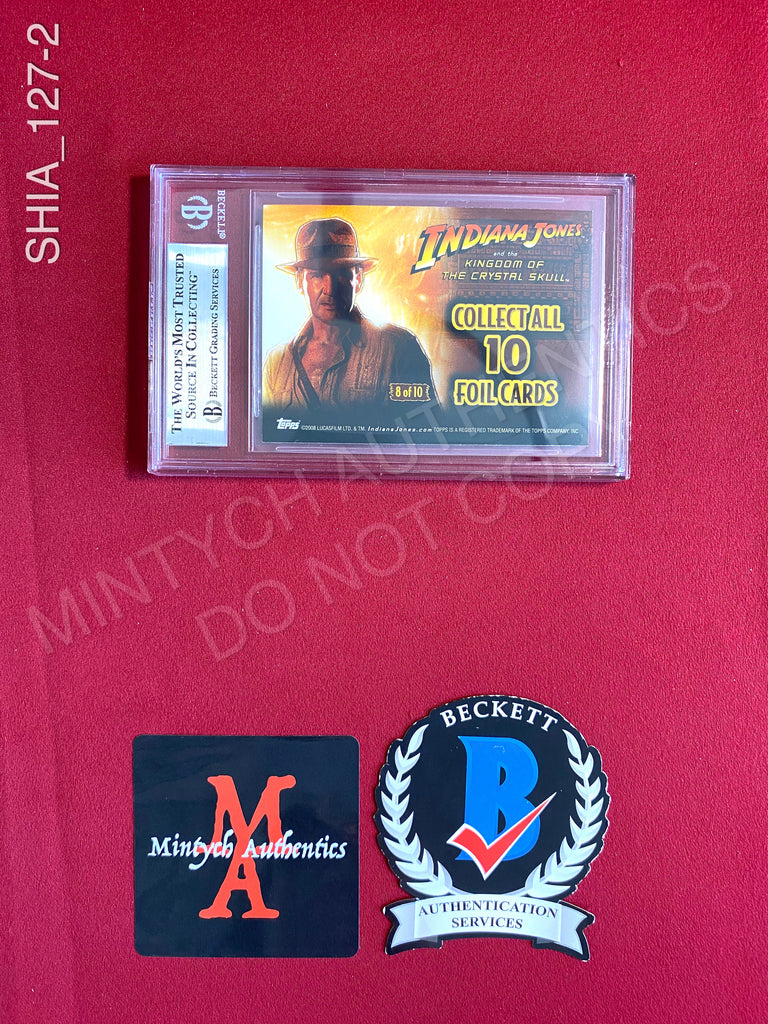 SHIA_127-2
BECKETT®
THE WORLD'S MOST TRUSTED
SOURCE IN COLLECTING™
BECKETT GRADING SERVICES
INDIANA JONES
and the
KINGDOM OF
THE CRYSTAL SKULL™
COLLECT ALL
10
FOIL CARDS
8 of 10
Topps
©2008 LUCASFILM LTD. & TM. IndianaJones.com TOPPS IS A REGISTERED TRADEMARK OF THE TOPPS COMPANY, INC.
MINTYCH AUTHENTICS
DO NOT COPY
MA
Mintych Authentics
BECKETT
B
AUTHENTICATION
SERVICES